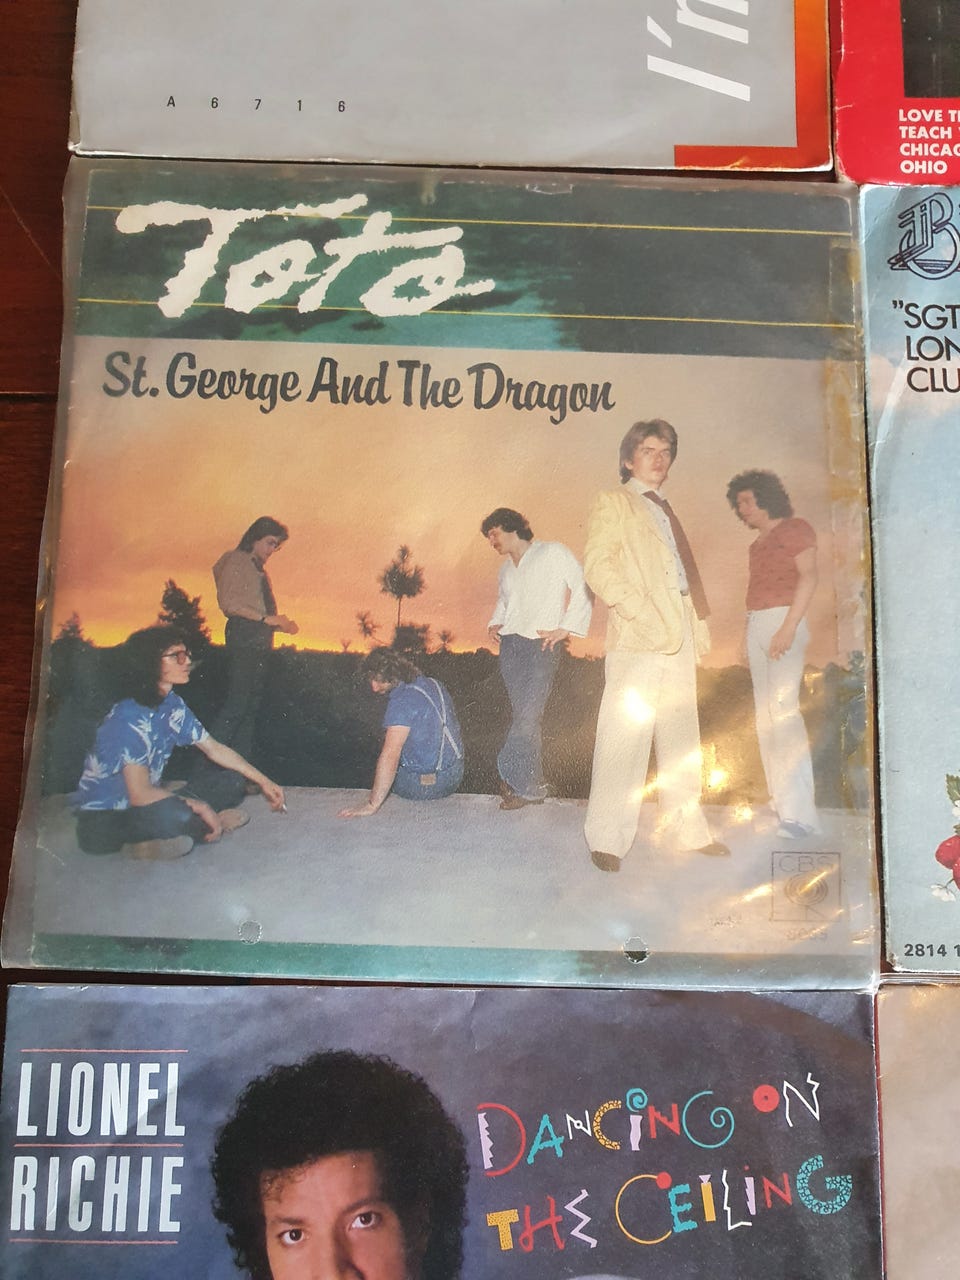 A 6 7 1 6
I'm
LOVE
TEACH
CHICAG
OHIO
Toto
St. George And The Dragon
"SGT
LON
CLU
CBS
2814 1
LIONEL
RICHIE
DANCING ON
THE CEILING